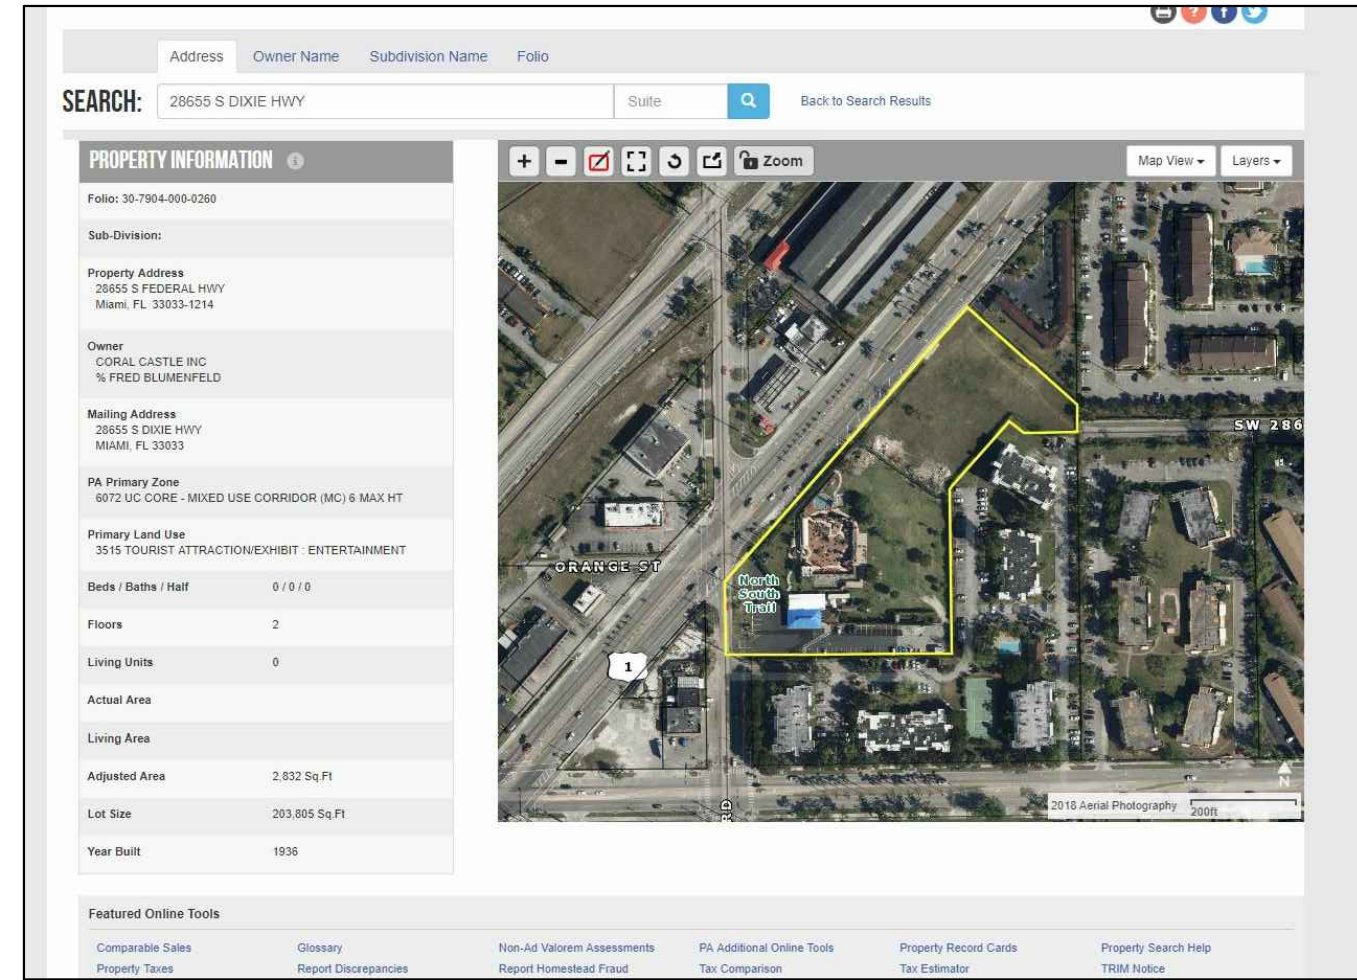 Address Owner Name Subdivision Name Folio
SEARCH: 28655 S DIXIE HWY Suite Back to Search Results
PROPERTY INFORMATION
Zoom Map View Layers
Folio: 30-7904-000-0260
Sub-Division:
Property Address
28655 S FEDERAL HWY
Miami, FL 33033-1214
Owner
CORAL CASTLE INC
% FRED BLUMENFELD
Mailing Address
28655 S DIXIE HWY
MIAMI, FL 33033
PA Primary Zone
6072 UC CORE - MIXED USE CORRIDOR (MC) 6 MAX HT
Primary Land Use
3515 TOURIST ATTRACTION/EXHIBIT : ENTERTAINMENT
Beds / Baths / Half 0 / 0 / 0
Floors 2
Living Units 0
Actual Area
Living Area
Adjusted Area 2,832 Sq.Ft
Lot Size 203,805 Sq.Ft
Year Built 1936
SW 286
ORANGE ST
North
South
Trail
1
RD
N
2018 Aerial Photography 200ft
Featured Online Tools
Comparable Sales Glossary Non-Ad Valorem Assessments PA Additional Online Tools Property Record Cards Property Search Help
Property Taxes Report Discrepancies Report Homestead Fraud Tax Comparison Tax Estimator TRIM Notice